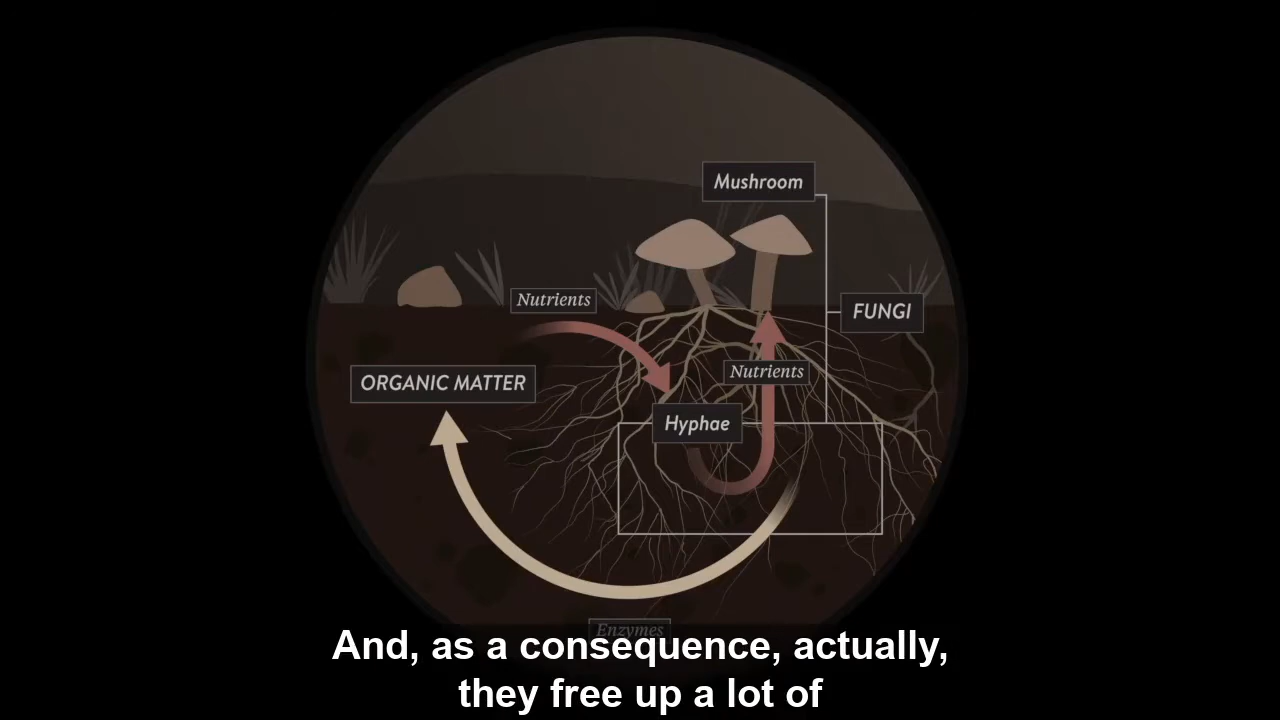 Mushroom
Nutrients
FUNGI
Nutrients
ORGANIC MATTER
Hyphae
Enzymes
And, as a consequence, actually,
they free up a lot of